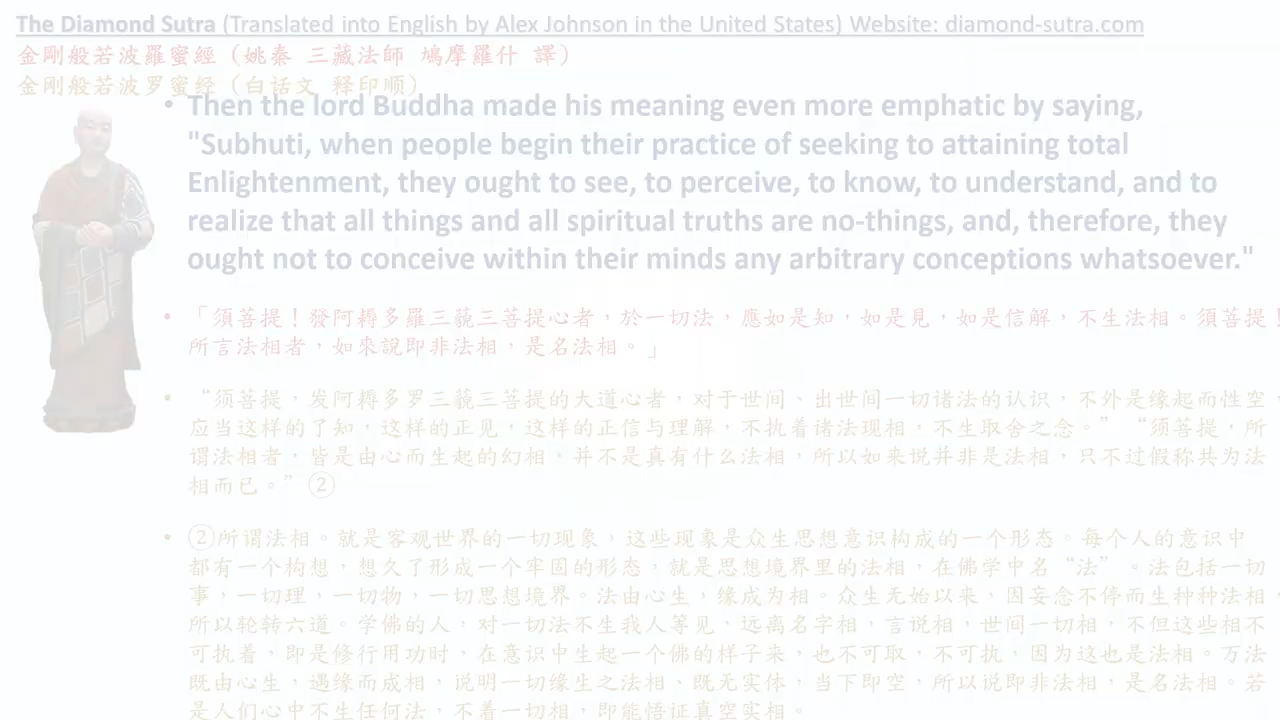 The Diamond Sutra (Translated into English by Alex Johnson in the United States) Website: diamond-sutra.com
金剛般若波羅蜜經（姚秦 三藏法師 鳩摩羅什 譯）
金剛般若波罗蜜经（白话文 释印顺）
• Then the lord Buddha made his meaning even more emphatic by saying,
"Subhuti, when people begin their practice of seeking to attaining total
Enlightenment, they ought to see, to perceive, to know, to understand, and to
realize that all things and all spiritual truths are no-things, and, therefore, they
ought not to conceive within their minds any arbitrary conceptions whatsoever."
• 「須菩提！發阿耨多羅三藐三菩提心者，於一切法，應如是知，如是見，如是信解，不生法相。須菩提！
所言法相者，如來說即非法相，是名法相。」
• “须菩提，发阿耨多罗三藐三菩提的大道心者，对于世间、出世间一切诸法的认识，不外是缘起而性空，
应当这样的了知，这样的正见，这样的正信与理解，不执着诸法现相，不生取舍之念。”“须菩提，所
谓法相者，皆是由心而生起的幻相，并不是真有什么法相，所以如来说并非是法相，只不过假称共为法
相而已。”②
• ②所谓法相。就是客观世界的一切现象，这些现象是众生思想意识构成的一个形态。每个人的意识中
都有一个构想，想久了形成一个牢固的形态，就是思想境界里的法相，在佛学中名“法”。法包括一切
事，一切理，一切物，一切思想境界。法由心生，缘成为相。众生无始以来、因妄念不停而生种种法相，
所以轮转六道。学佛的人，对一切法不生我人等见、远离名字相，言说相，世间一切相，不但这些相不
可执着、即是修行用功时，在意识中生起一个佛的样子来，也不可取，不可执，因为这也是法相。万法
既由心生，遇缘而成相，说明一切缘生之法相、既无实体，当下即空，所以说即非法相，是名法相。若
是人们心中不生任何法，不着一切相，即能悟证真空实相。